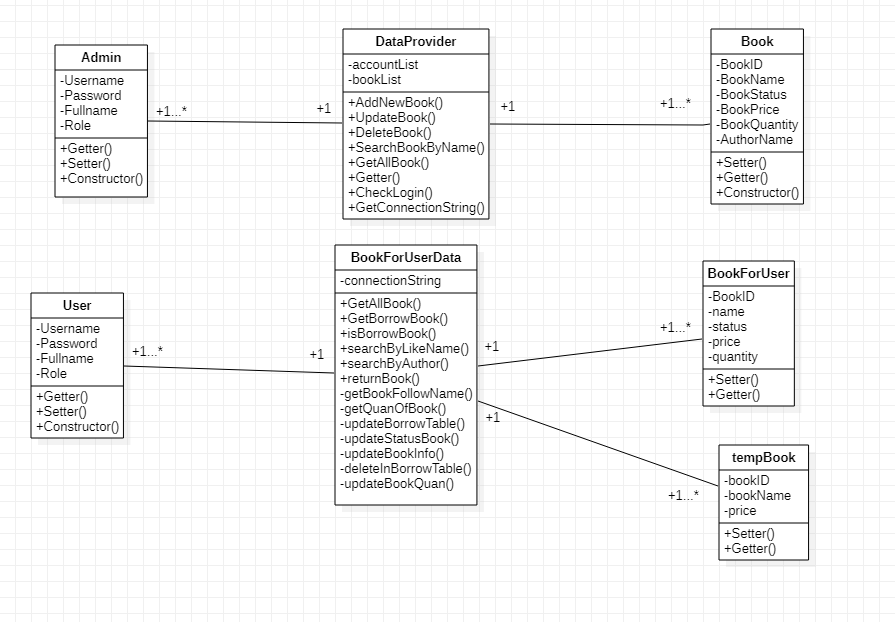 Admin
-Username
-Password
-Fullname
-Role
+Getter()
+Setter()
+Constructor()
+1...*
+1
DataProvider
-accountList
-bookList
+AddNewBook()
+UpdateBook()
+DeleteBook()
+SearchBookByName()
+GetAllBook()
+Getter()
+CheckLogin()
+GetConnectionString()
+1
+1...*
Book
-BookID
-BookName
-BookStatus
-BookPrice
-BookQuantity
-AuthorName
+Setter()
+Getter()
+Constructor()
User
-Username
-Password
-Fullname
-Role
+Getter()
+Setter()
+Constructor()
+1...*
+1
BookForUserData
-connectionString
+GetAllBook()
+GetBorrowBook()
+isBorrowBook()
+searchByLikeName()
+searchByAuthor()
+returnBook()
-getBookFollowName()
-getQuanOfBook()
-updateBorrowTable()
-updateStatusBook()
-updateBookInfo()
-deleteInBorrowTable()
-updateBookQuan()
+1
+1...*
BookForUser
-BookID
-name
-status
-price
-quantity
+Setter()
+Getter()
+1
+1...*
tempBook
-bookID
-bookName
-price
+Setter()
+Getter()